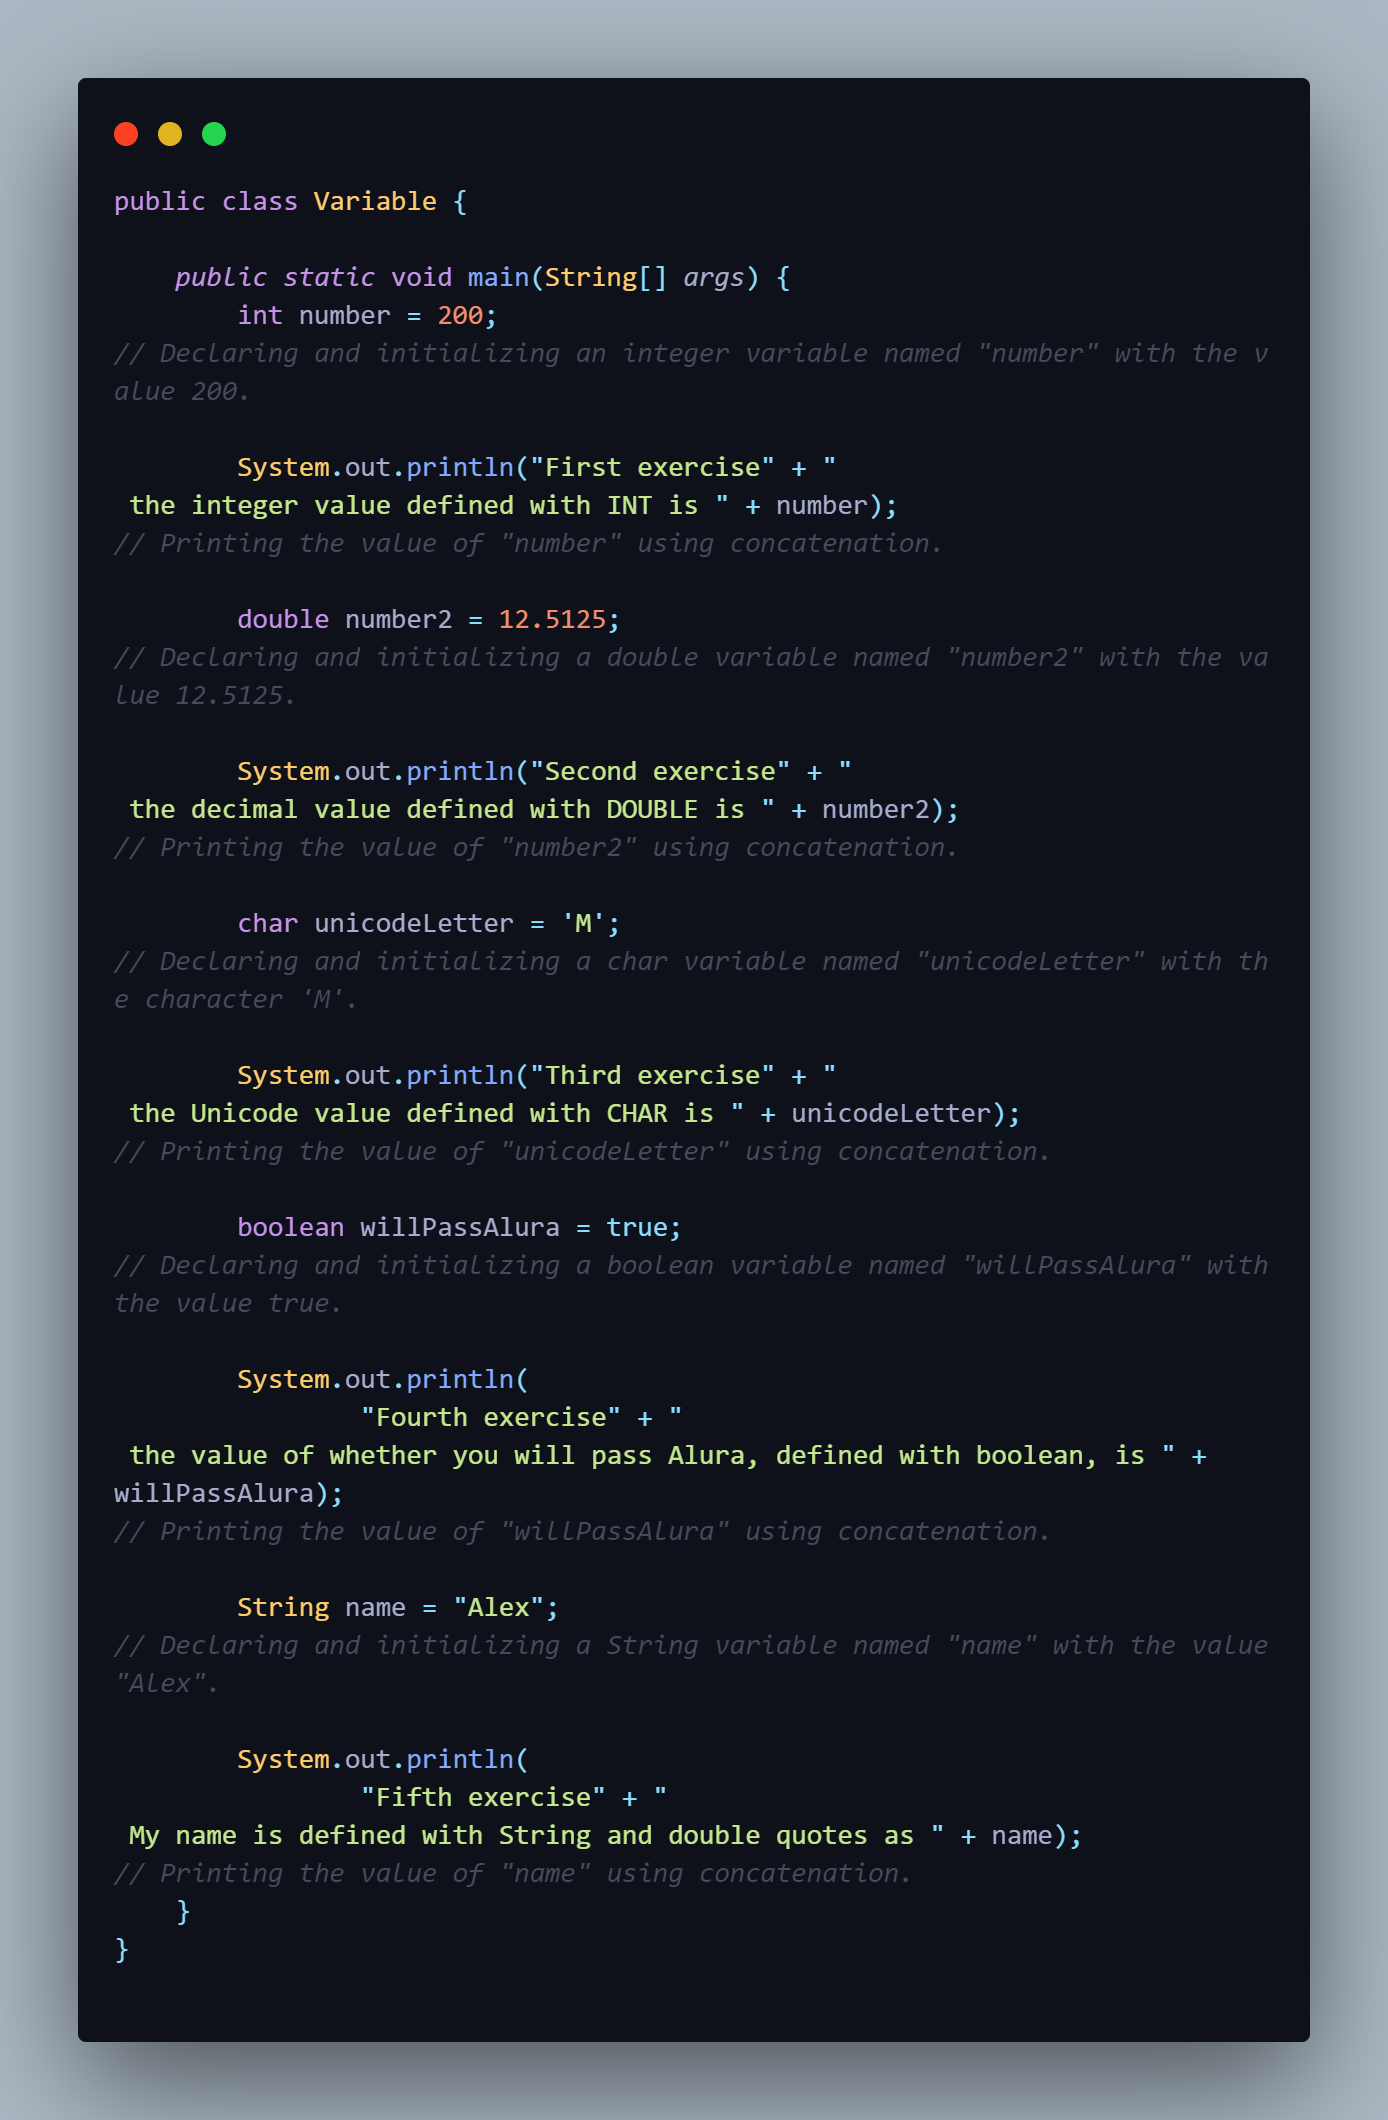 public class Variable {
public static void main(String[] args) {
int number = 200;
// Declaring and initializing an integer variable named "number" with the v
alue 200.
System.out.println("First exercise" + "
the integer value defined with INT is " + number);
// Printing the value of "number" using concatenation.
double number2 = 12.5125;
// Declaring and initializing a double variable named "number2" with the va
lue 12.5125.
System.out.println("Second exercise" + "
the decimal value defined with DOUBLE is " + number2);
// Printing the value of "number2" using concatenation.
char unicodeLetter = 'M';
// Declaring and initializing a char variable named "unicodeLetter" with th
e character 'M'.
System.out.println("Third exercise" + "
the Unicode value defined with CHAR is " + unicodeLetter);
// Printing the value of "unicodeLetter" using concatenation.
boolean willPassAlura = true;
// Declaring and initializing a boolean variable named "willPassAlura" with
the value true.
System.out.println(
"Fourth exercise" + "
the value of whether you will pass Alura, defined with boolean, is " +
willPassAlura);
// Printing the value of "willPassAlura" using concatenation.
String name = "Alex";
// Declaring and initializing a String variable named "name" with the value
"Alex".
System.out.println(
"Fifth exercise" + "
My name is defined with String and double quotes as " + name);
// Printing the value of "name" using concatenation.
}
}